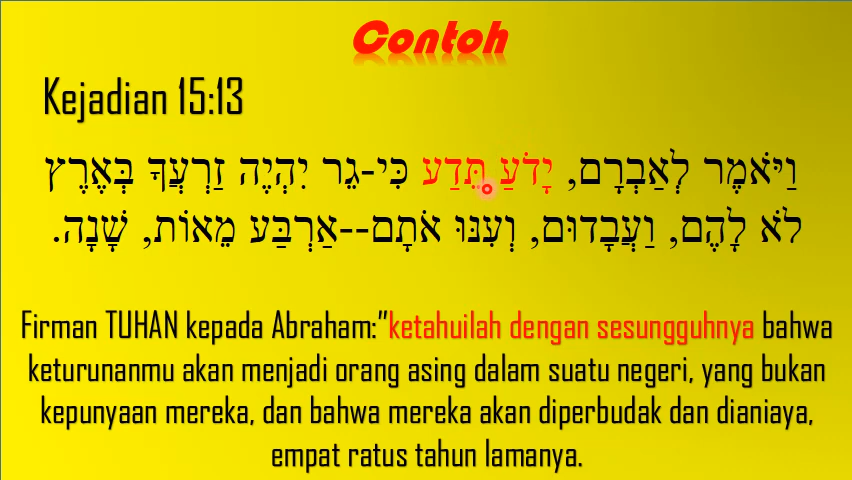 Contoh
Kejadian 15:13
וַיֹּאמֶר לְאַבְרָם, יָדֹעַ תֵּדַע כִּי-גֵר יִהְיֶה זַרְעֲךָ בְּאֶרֶץ
לֹא לָהֶם, וַעֲבָדוּם, וְעִנּוּ אֹתָם--אַרְבַּע מֵאוֹת, שָׁנָה.
Firman TUHAN kepada Abraham:"ketahuilah dengan sesungguhnya bahwa
keturunanmu akan menjadi orang asing dalam suatu negeri, yang bukan
kepunyaan mereka, dan bahwa mereka akan diperbudak dan dianiaya,
empat ratus tahun lamanya.